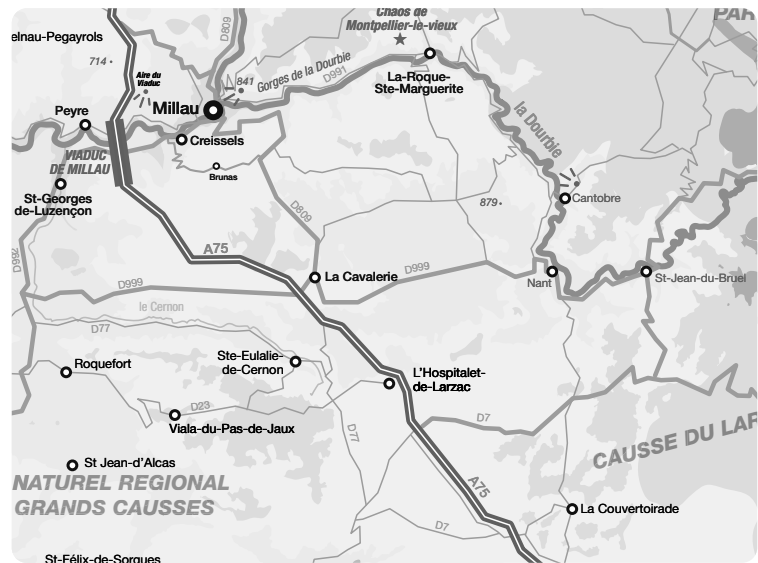 Chaos de
Montpellier-le-vieux
PAR
D809
elnau-Pegayrols
714
Aire du
Viaduc
841
Gorges de la Dourbie
D991
La-Roque-
Ste-Marguerite
Millau
Peyre
la Dourbie
Creissels
VIADUC
DE MILLAU
Brunas
St-Georges
de-Luzençon
Cantobre
879
D809
A75
D992
La Cavalerie
D999
D999
Nant
St-Jean-du-Bruel
le Cernon
D77
Roquefort
Ste-Eulalie-
de-Cernon
L'Hospitalet-
de-Larzac
D23
Viala-du-Pas-de-Jaux
D7
D77
CAUSSE DU LAR
St Jean-d'Alcas
NATUREL REGIONAL
GRANDS CAUSSES
A75
La Couvertoirade
D7
St-Félix-de-Sorgues